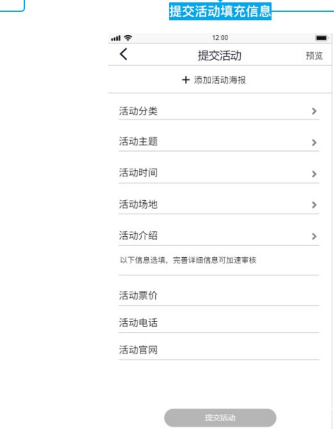 提交活动填充信息
12:00
提交活动
预览
+ 添加活动海报
活动分类
活动主题
活动时间
活动场地
活动介绍
以下信息选填，完善详细信息可加速审核
活动票价
活动电话
活动官网
提交活动